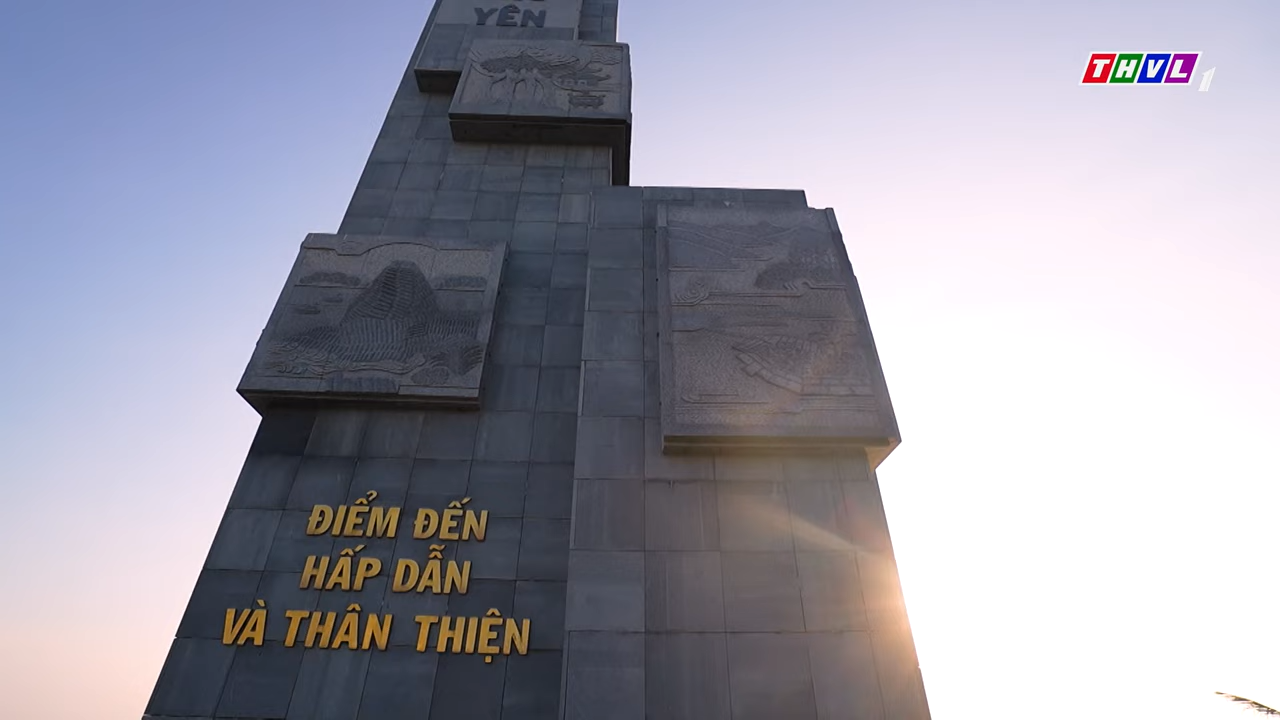 YÊN
THVL1
ĐIỂM ĐẾN
HẤP DẪN
VÀ THÂN THIỆN